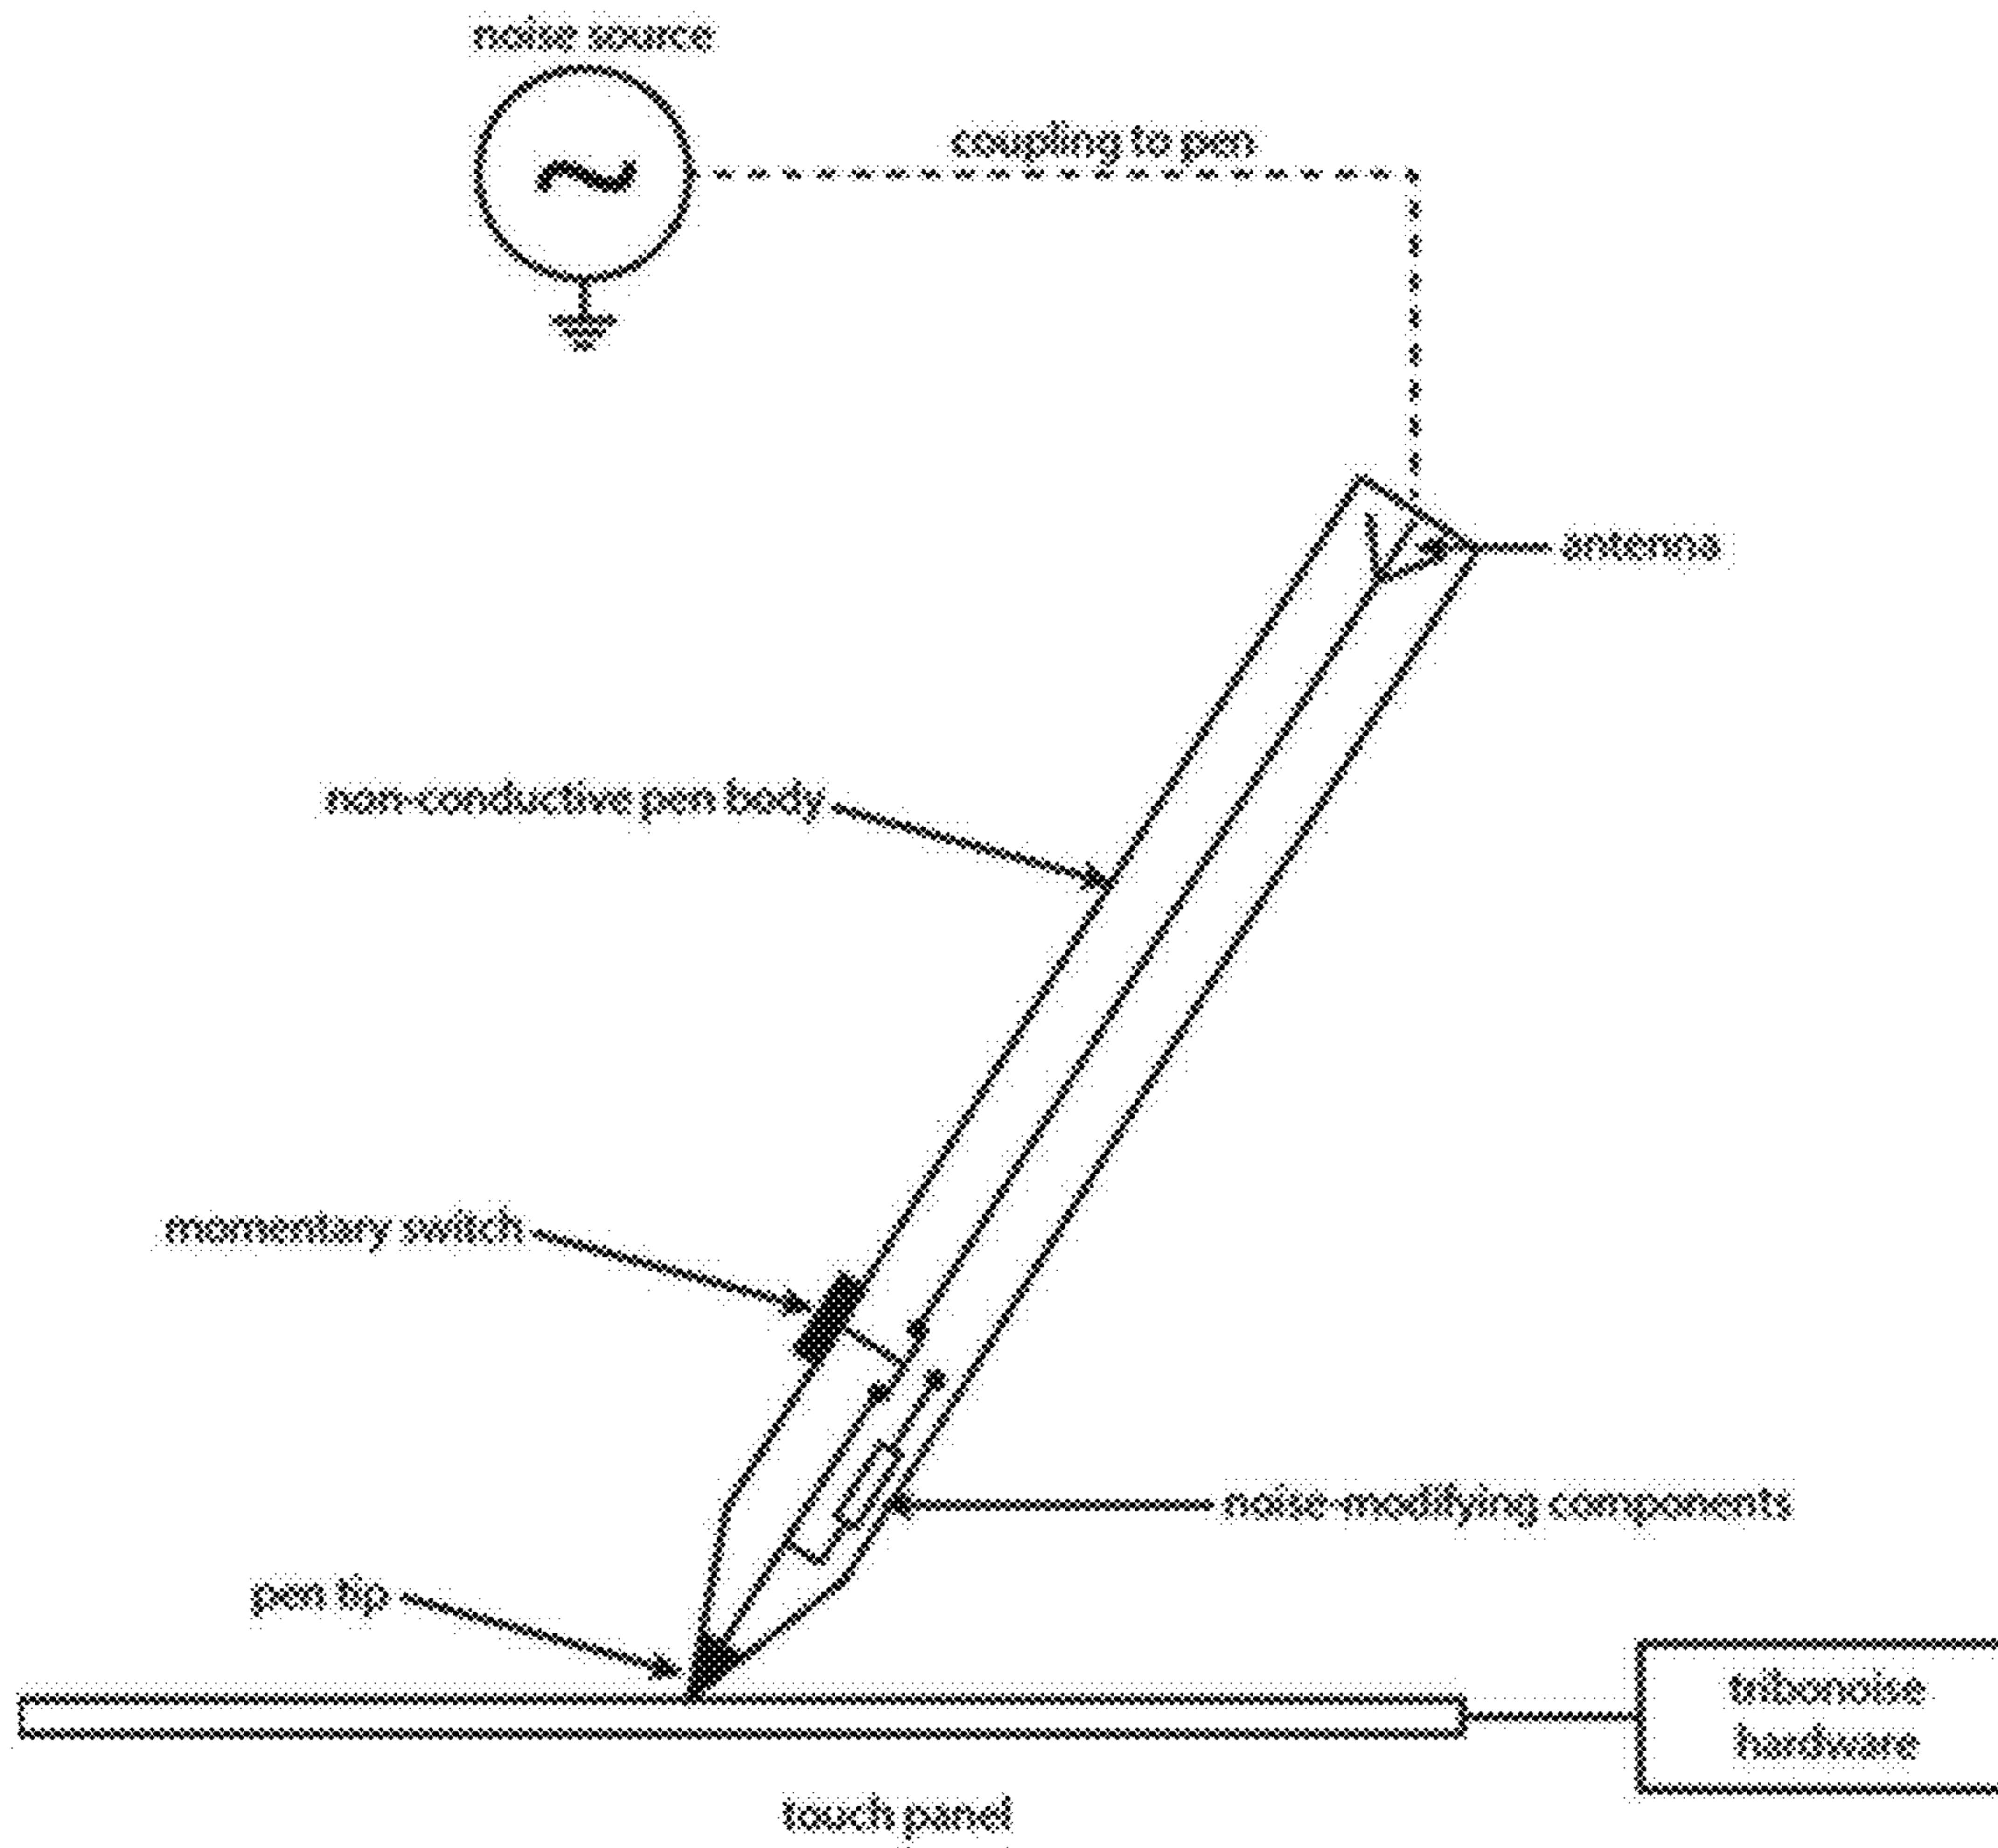 noise source
coupling to pen
antenna
non-conductive pen body
momentary switch
noise-modifying components
pen tip
tribonoise
hardware
touch panel